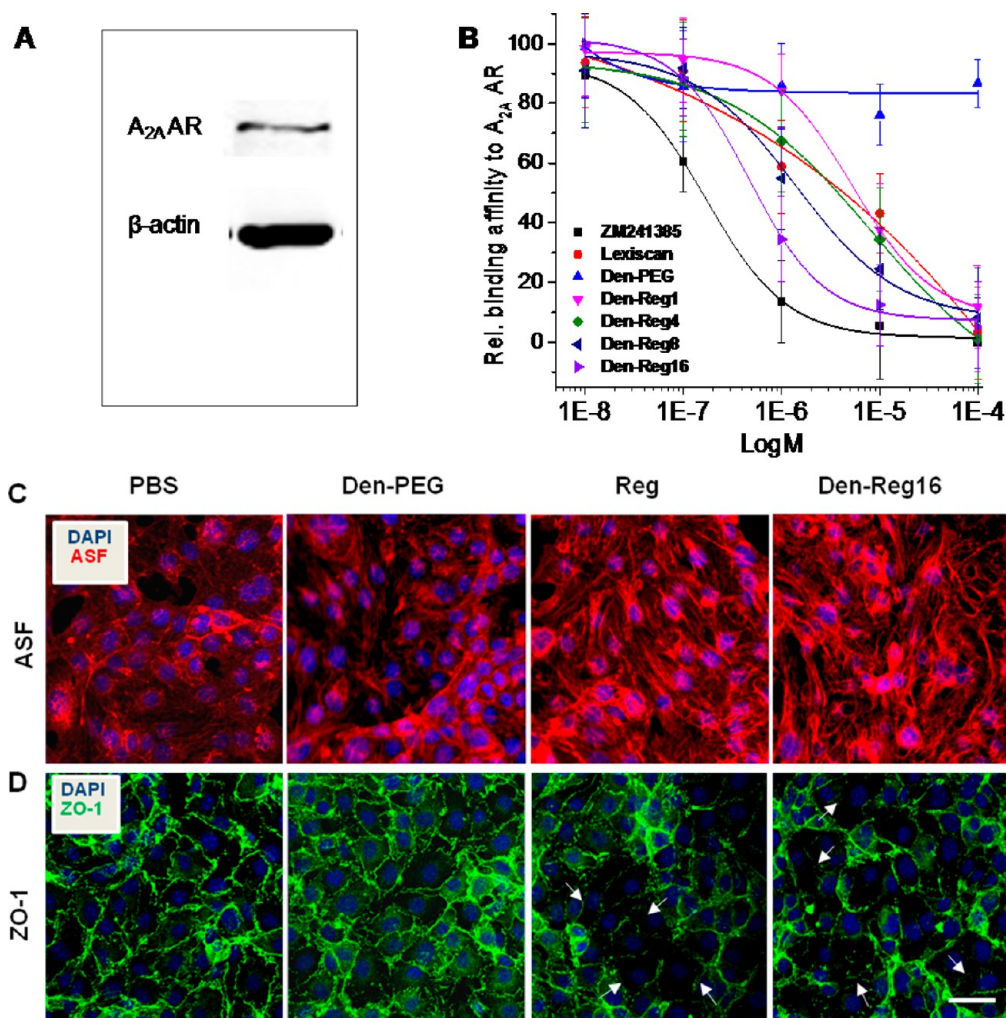 A
A2AAR
β-actin
B
Rel. binding affinity to A2A AR
100
80
60
40
20
0
ZM241385
Lexiscan
Den-PEG
Den-Reg1
Den-Reg4
Den-Reg8
Den-Reg16
1E-8 1E-7 1E-6 1E-5 1E-4
LogM
C
PBS Den-PEG Reg Den-Reg16
DAPI
ASF
ASF
D
DAPI
ZO-1
ZO-1